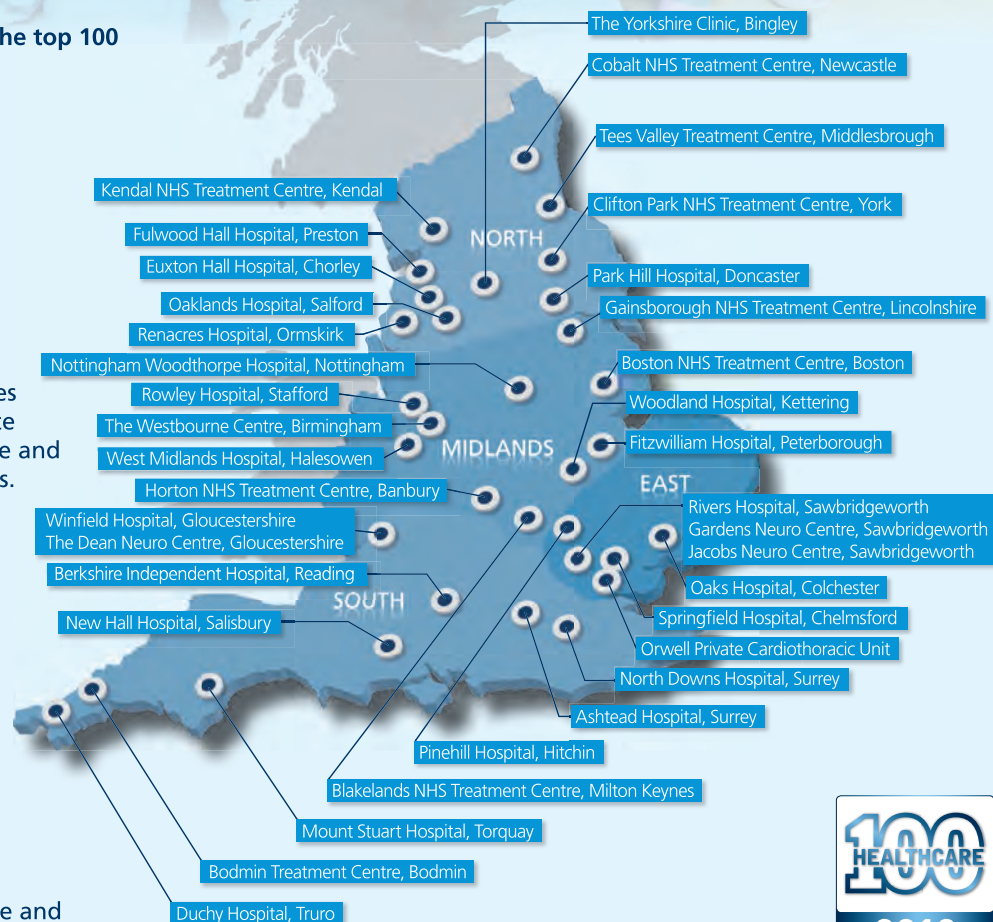 he top 100
The Yorkshire Clinic, Bingley
Cobalt NHS Treatment Centre, Newcastle
Tees Valley Treatment Centre, Middlesbrough
Kendal NHS Treatment Centre, Kendal
Clifton Park NHS Treatment Centre, York
Fulwood Hall Hospital, Preston
NORTH
Euxton Hall Hospital, Chorley
Park Hill Hospital, Doncaster
Oaklands Hospital, Salford
Gainsborough NHS Treatment Centre, Lincolnshire
Renacres Hospital, Ormskirk
Nottingham Woodthorpe Hospital, Nottingham
Boston NHS Treatment Centre, Boston
es
Rowley Hospital, Stafford
Woodland Hospital, Kettering
te
The Westbourne Centre, Birmingham
Fitzwilliam Hospital, Peterborough
e and
MIDLANDS
West Midlands Hospital, Halesowen
s.
EAST
Horton NHS Treatment Centre, Banbury
Rivers Hospital, Sawbridgeworth
Gardens Neuro Centre, Sawbridgeworth
Jacobs Neuro Centre, Sawbridgeworth
Winfield Hospital, Gloucestershire
The Dean Neuro Centre, Gloucestershire
Berkshire Independent Hospital, Reading
Oaks Hospital, Colchester
SOUTH
Springfield Hospital, Chelmsford
New Hall Hospital, Salisbury
Orwell Private Cardiothoracic Unit
North Downs Hospital, Surrey
Ashtead Hospital, Surrey
Pinehill Hospital, Hitchin
Blakelands NHS Treatment Centre, Milton Keynes
Mount Stuart Hospital, Torquay
100
HEALTHCARE
Bodmin Treatment Centre, Bodmin
e and
Duchy Hospital, Truro